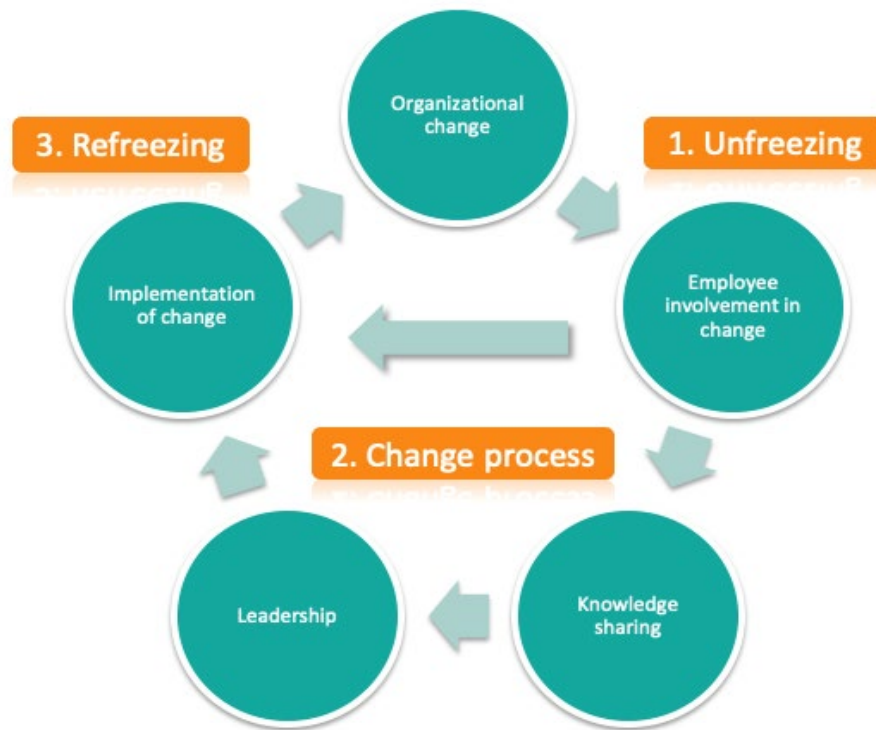 Organizational
change
3. Refreezing
1. Unfreezing
Implementation
of change
Employee
involvement in
change
2. Change process
Leadership
Knowledge
sharing